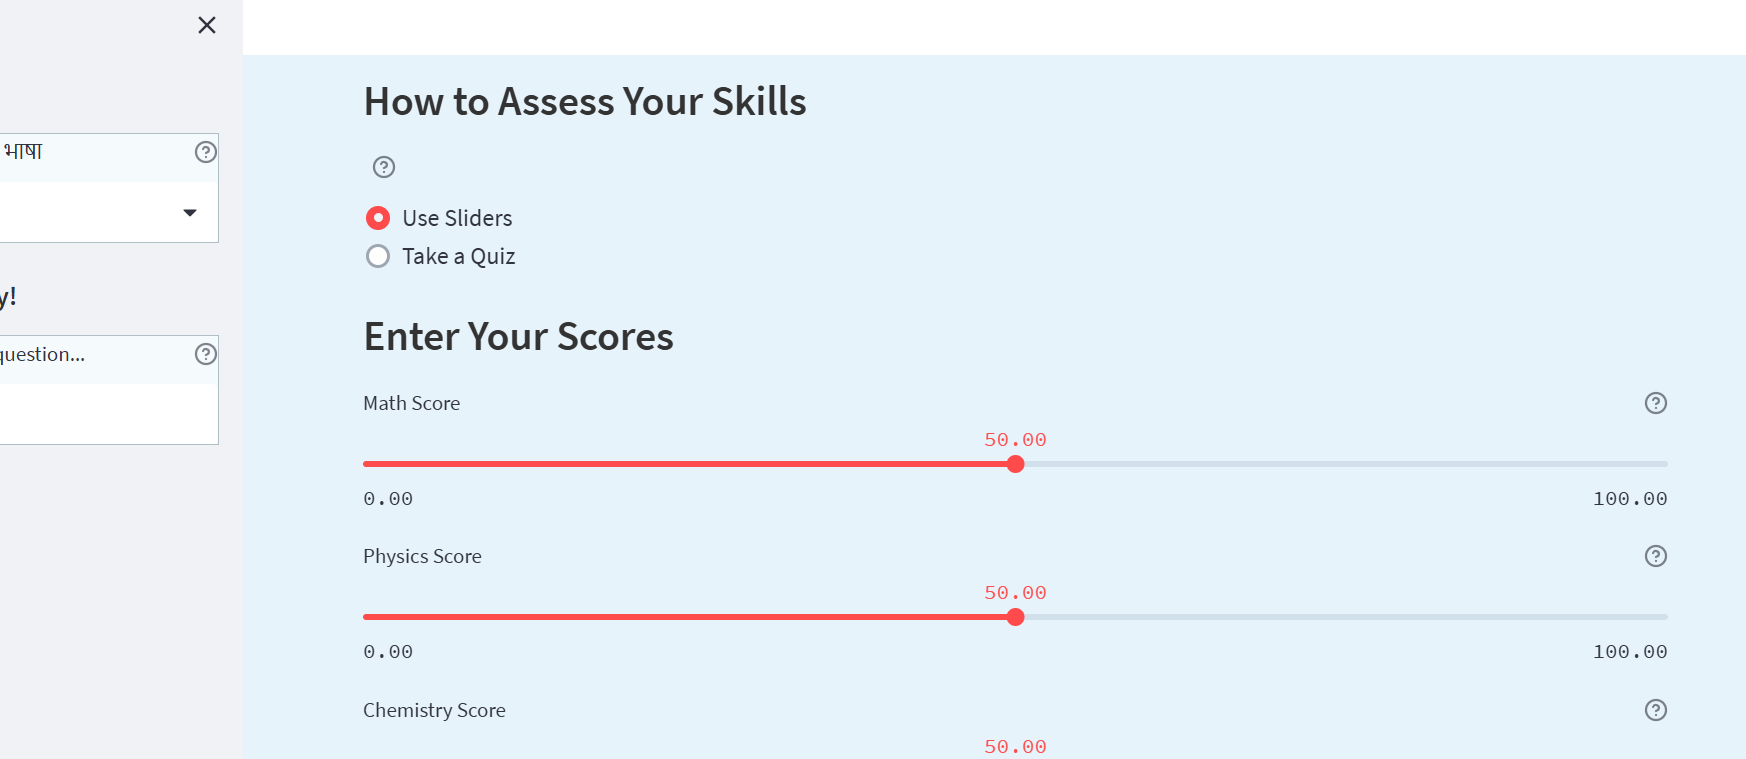 भाषा
y!
question...
How to Assess Your Skills
Use Sliders
Take a Quiz
Enter Your Scores
Math Score
50.00
0.00 100.00
Physics Score
50.00
0.00 100.00
Chemistry Score
50.00